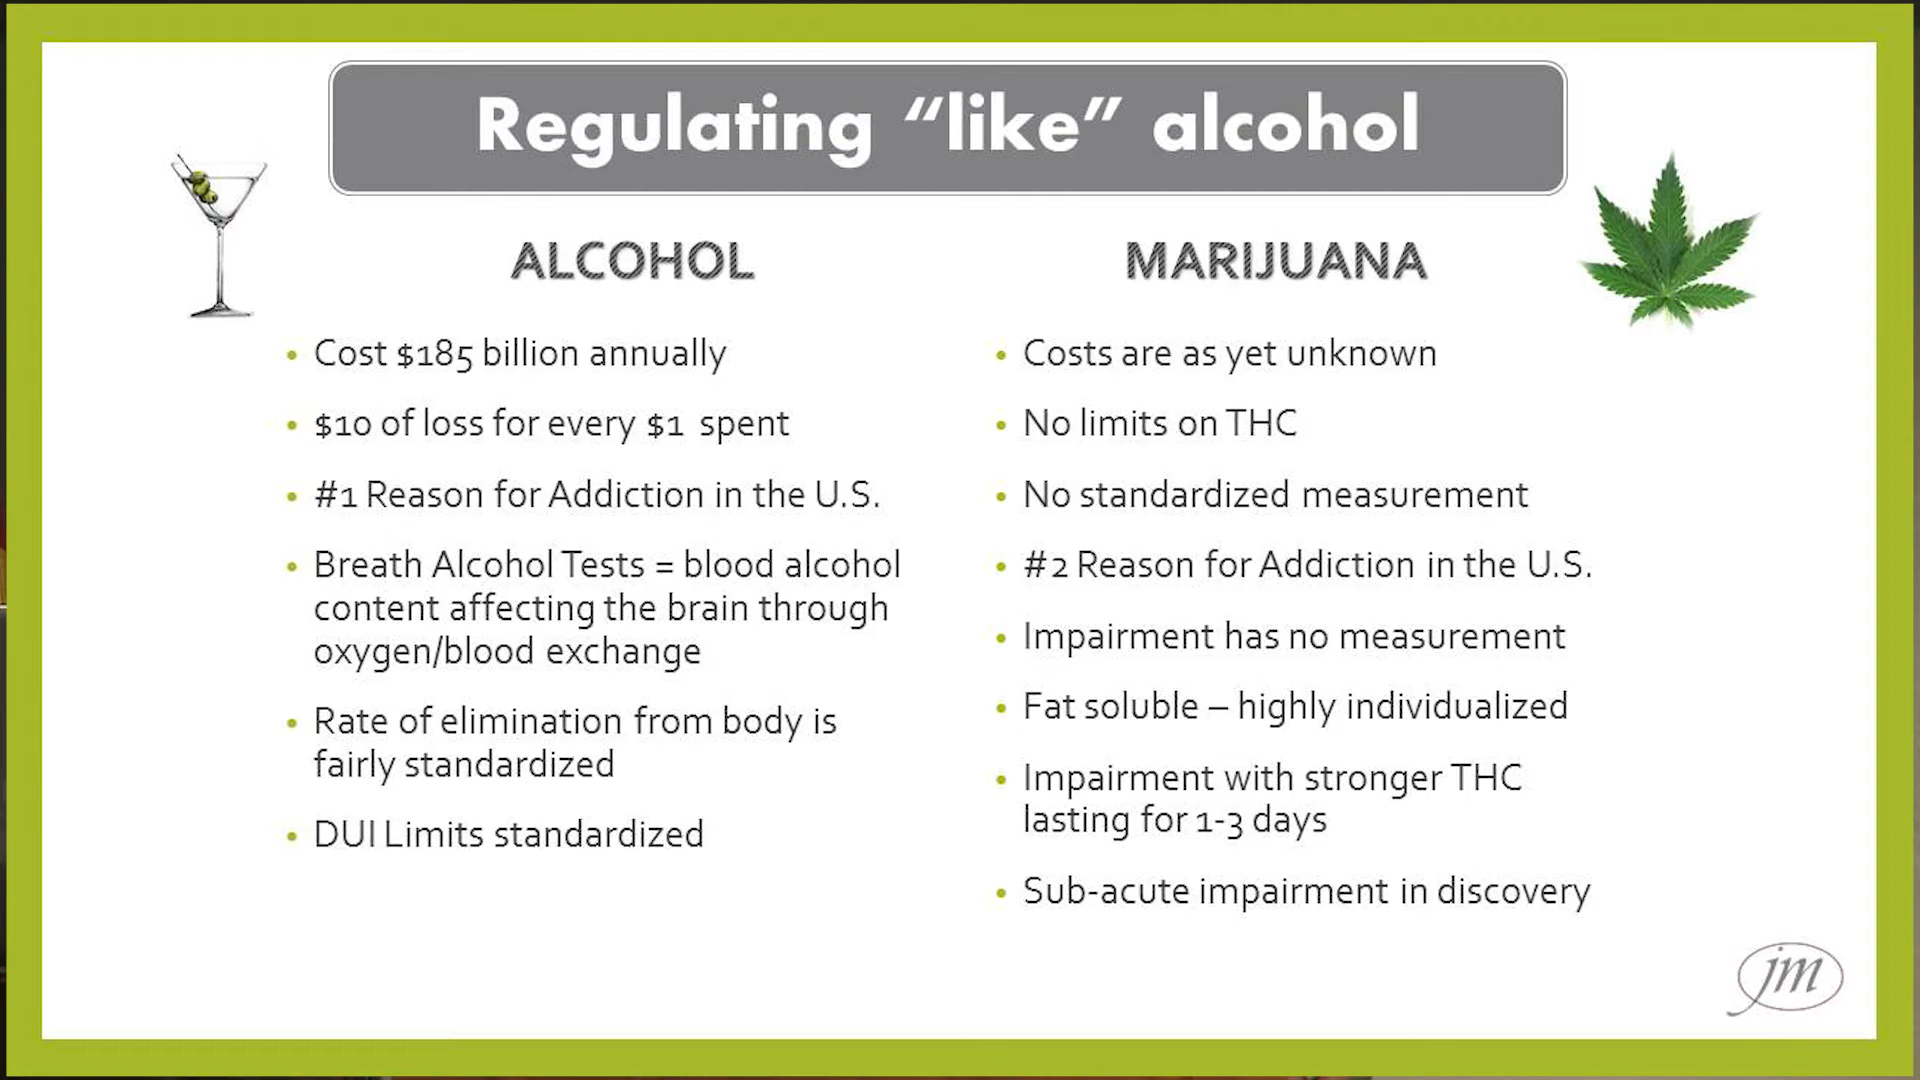 Regulating “like” alcohol
ALCOHOL
• Cost $185 billion annually
• $10 of loss for every $1 spent
• #1 Reason for Addiction in the U.S.
• Breath Alcohol Tests = blood alcohol
content affecting the brain through
oxygen/blood exchange
• Rate of elimination from body is
fairly standardized
• DUI Limits standardized
MARIJUANA
• Costs are as yet unknown
• No limits on THC
• No standardized measurement
• #2 Reason for Addiction in the U.S.
• Impairment has no measurement
• Fat soluble – highly individualized
• Impairment with stronger THC
lasting for 1-3 days
• Sub-acute impairment in discovery
jm